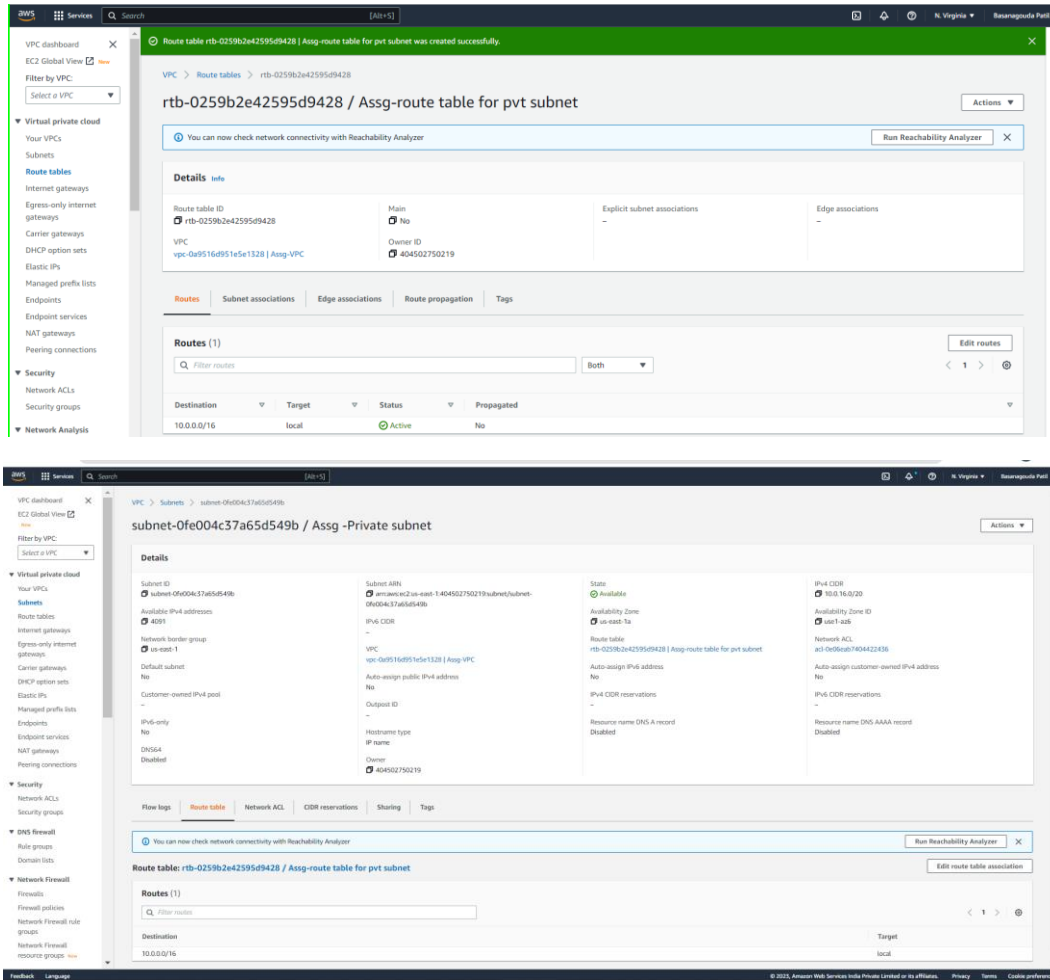 aws Services Search [Alt+S] N. Virginia Basanagouda Patil
VPC dashboard
EC2 Global View New
Filter by VPC:
Select a VPC
Virtual private cloud
Your VPCs
Subnets
Route tables
Internet gateways
Egress-only internet
gateways
Carrier gateways
DHCP option sets
Elastic IPs
Managed prefix lists
Endpoints
Endpoint services
NAT gateways
Peering connections
Security
Network ACLs
Security groups
Network Analysis
Route table rtb-0259b2e42595d9428 | Assg-route table for pvt subnet was created successfully.
VPC > Route tables > rtb-0259b2e42595d9428
rtb-0259b2e42595d9428 / Assg-route table for pvt subnet
Actions
You can now check network connectivity with Reachability Analyzer
Run Reachability Analyzer
Details Info
Route table ID
rtb-0259b2e42595d9428
Main
No
Explicit subnet associations
–
Edge associations
–
VPC
vpc-0a9516d951e5e1328 | Assg-VPC
Owner ID
404502750219
Routes Subnet associations Edge associations Route propagation Tags
Routes (1)
Edit routes
Filter routes
Both
1
Destination Target Status Propagated
10.0.0.0/16 local Active No
aws Services Search [Alt+S] N. Virginia Basanagouda Patil
VPC dashboard
EC2 Global View
New
Filter by VPC:
Select a VPC
Virtual private cloud
Your VPCs
Subnets
Route tables
Internet gateways
Egress-only internet
gateways
Carrier gateways
DHCP option sets
Elastic IPs
Managed prefix lists
Endpoints
Endpoint services
NAT gateways
Peering connections
Security
Network ACLs
Security groups
DNS firewall
Rule groups
Domain lists
Network Firewall
Firewalls
Firewall policies
Network Firewall rule
groups
Network Firewall
resource groups New
VPC > Subnets > subnet-0fe004c37a65d549b
subnet-0fe004c37a65d549b / Assg -Private subnet
Actions
Details
Subnet ID
subnet-0fe004c37a65d549b
Subnet ARN
arn:aws:ec2:us-east-1:404502750219:subnet/subnet-
0fe004c37a65d549b
State
Available
IPv4 CIDR
10.0.16.0/20
Available IPv4 addresses
4091
IPv6 CIDR
–
Availability Zone
us-east-1a
Availability Zone ID
use1-az6
Network border group
us-east-1
VPC
vpc-0a9516d951e5e1328 | Assg-VPC
Route table
rtb-0259b2e42595d9428 | Assg-route table for pvt subnet
Network ACL
acl-0e06eab7404422436
Default subnet
No
Auto-assign public IPv4 address
No
Auto-assign IPv6 address
No
Auto-assign customer-owned IPv4 address
No
Customer-owned IPv4 pool
–
Outpost ID
–
IPv4 CIDR reservations
–
IPv6 CIDR reservations
–
IPv6-only
No
Hostname type
IP name
Resource name DNS A record
Disabled
Resource name DNS AAAA record
Disabled
DNS64
Disabled
Owner
404502750219
Flow logs Route table Network ACL CIDR reservations Sharing Tags
You can now check network connectivity with Reachability Analyzer
Run Reachability Analyzer
Route table: rtb-0259b2e42595d9428 / Assg-route table for pvt subnet
Edit route table association
Routes (1)
Filter routes
1
Destination Target
10.0.0.0/16 local
Feedback Language © 2023, Amazon Web Services India Private Limited or its affiliates. Privacy Terms Cookie preferences